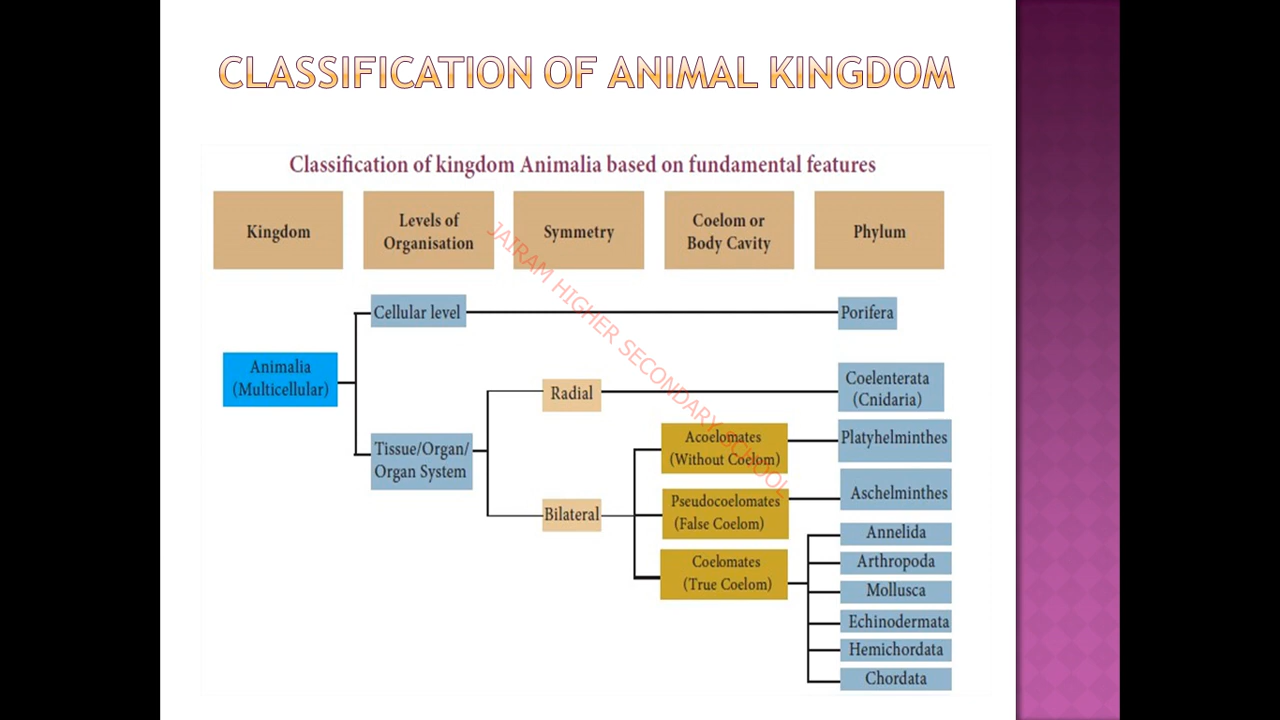 CLASSIFICATION OF ANIMAL KINGDOM
Classification of kingdom Animalia based on fundamental features
Kingdom
Levels of
Organisation
Symmetry
Coelom or
Body Cavity
Phylum
Cellular level
Porifera
Animalia
(Multicellular)
Radial
Coelenterata
(Cnidaria)
Tissue/Organ/
Organ System
Acoelomates
(Without Coelom)
Platyhelminthes
Bilateral
Pseudocoelomates
(False Coelom)
Aschelminthes
Coelomates
(True Coelom)
Annelida
Arthropoda
Mollusca
Echinodermata
Hemichordata
Chordata
JAIRAM HIGHER SECONDARY SCHOOL